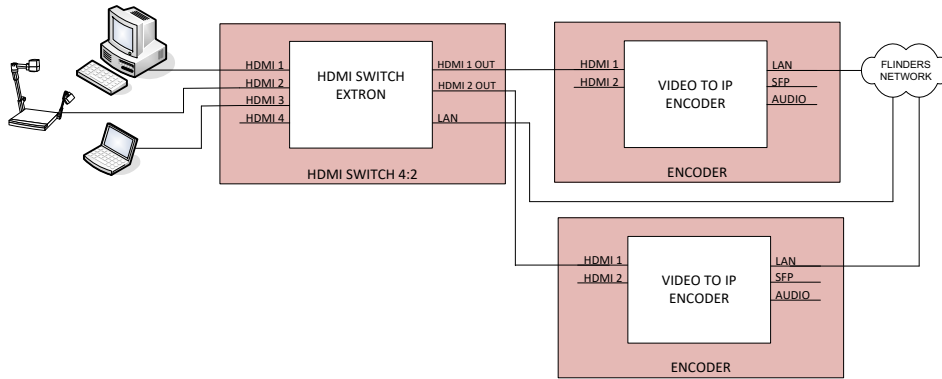 HDMI 1
HDMI 2
HDMI 3
HDMI 4
HDMI SWITCH
EXTRON
HDMI 1 OUT
HDMI 2 OUT
LAN
HDMI SWITCH 4:2
HDMI 1
HDMI 2
VIDEO TO IP
ENCODER
LAN
SFP
AUDIO
ENCODER
FLINDERS
NETWORK
HDMI 1
HDMI 2
VIDEO TO IP
ENCODER
LAN
SFP
AUDIO
ENCODER